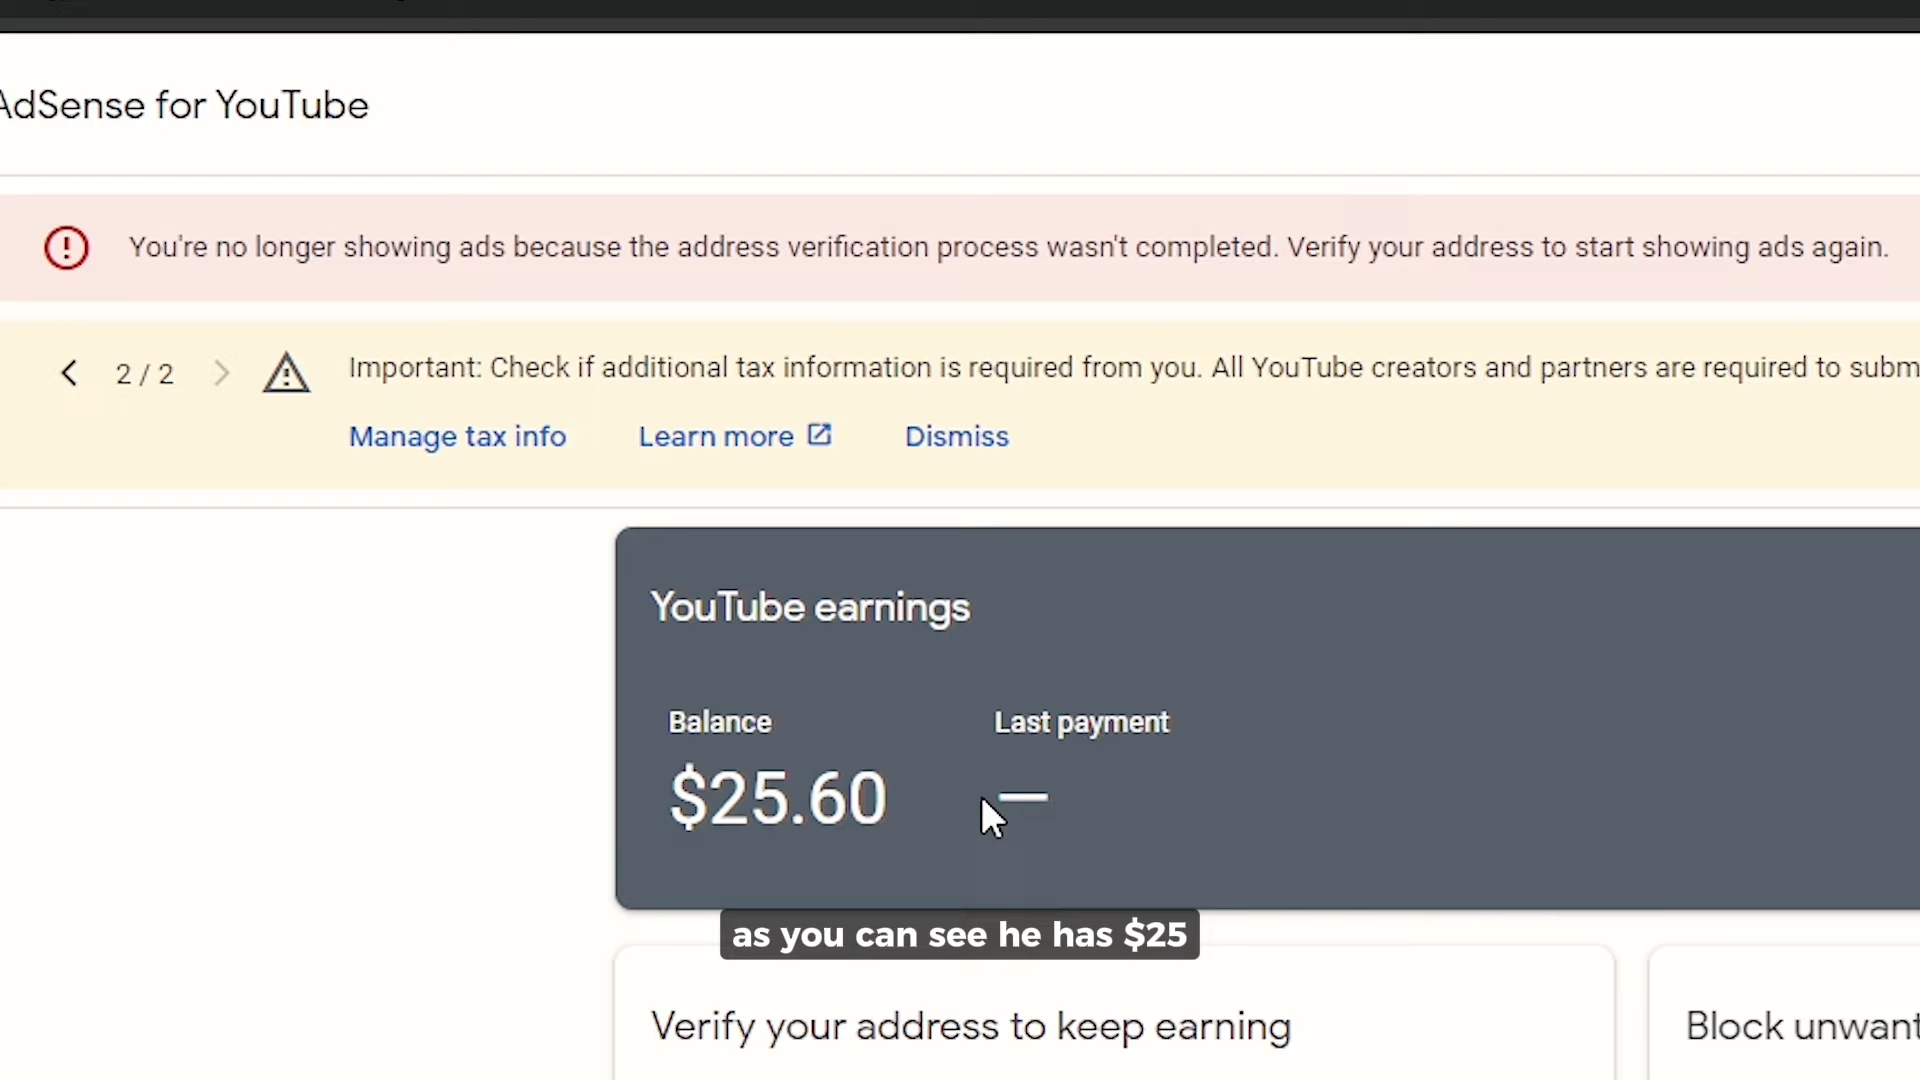 AdSense for YouTube
You're no longer showing ads because the address verification process wasn't completed. Verify your address to start showing ads again.
2 / 2
Important: Check if additional tax information is required from you. All YouTube creators and partners are required to subm
Manage tax info Learn more Dismiss
YouTube earnings
Balance Last payment
$25.60 —
as you can see he has $25
Verify your address to keep earning Block unwant